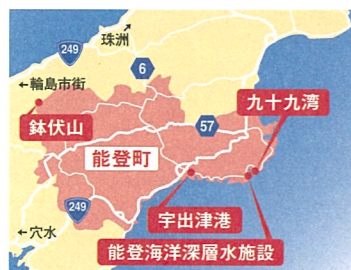 249
珠洲
6
←輪島市街
九十九湾
鉢伏山
57
能登町
249
宇出津港
←穴水
能登海洋深層水施設